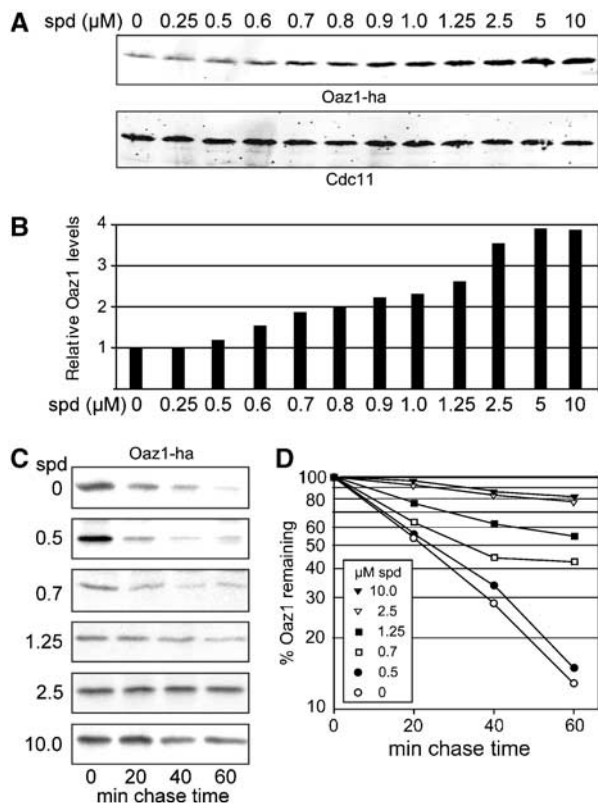 A
spd (µM) 0 0.25 0.5 0.6 0.7 0.8 0.9 1.0 1.25 2.5 5 10
Oaz1-ha
Cdc11
B
Relative Oaz1 levels
4
3
2
1
spd (µM) 0 0.25 0.5 0.6 0.7 0.8 0.9 1.0 1.25 2.5 5 10
C
Oaz1-ha
spd
0
0.5
0.7
1.25
2.5
10.0
0 20 40 60
min chase time
D
% Oaz1 remaining
100
80
60
50
40
30
20
10
µM spd
10.0
2.5
1.25
0.7
0.5
0
0 20 40 60
min chase time